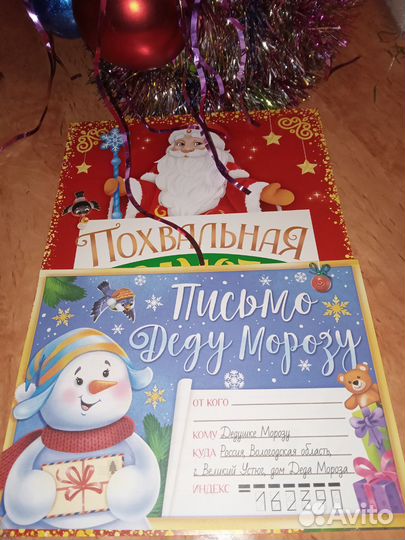 ПОХВАЛЬНАЯ
ПИСЬМО
ДЕДУ МОРОЗУ
ОТ КОГО
КОМУ Дедушке Морозу
КУДА Россия, Вологодская область,
г. Великий Устюг, дом Деда Мороза
ИНДЕКС 162390
Avito